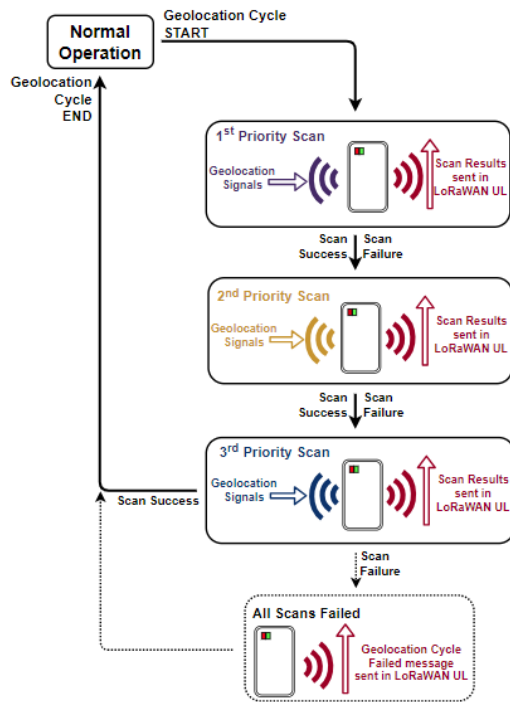 Normal
Operation
Geolocation Cycle
START
Geolocation
Cycle
END
1st Priority Scan
Geolocation
Signals
Scan Results
sent in
LoRaWAN UL
Scan
Success
Scan
Failure
2nd Priority Scan
Geolocation
Signals
Scan Results
sent in
LoRaWAN UL
Scan
Success
Scan
Failure
3rd Priority Scan
Geolocation
Signals
Scan Results
sent in
LoRaWAN UL
Scan Success
Scan
Failure
All Scans Failed
Geolocation Cycle
Failed message
sent in LoRaWAN UL